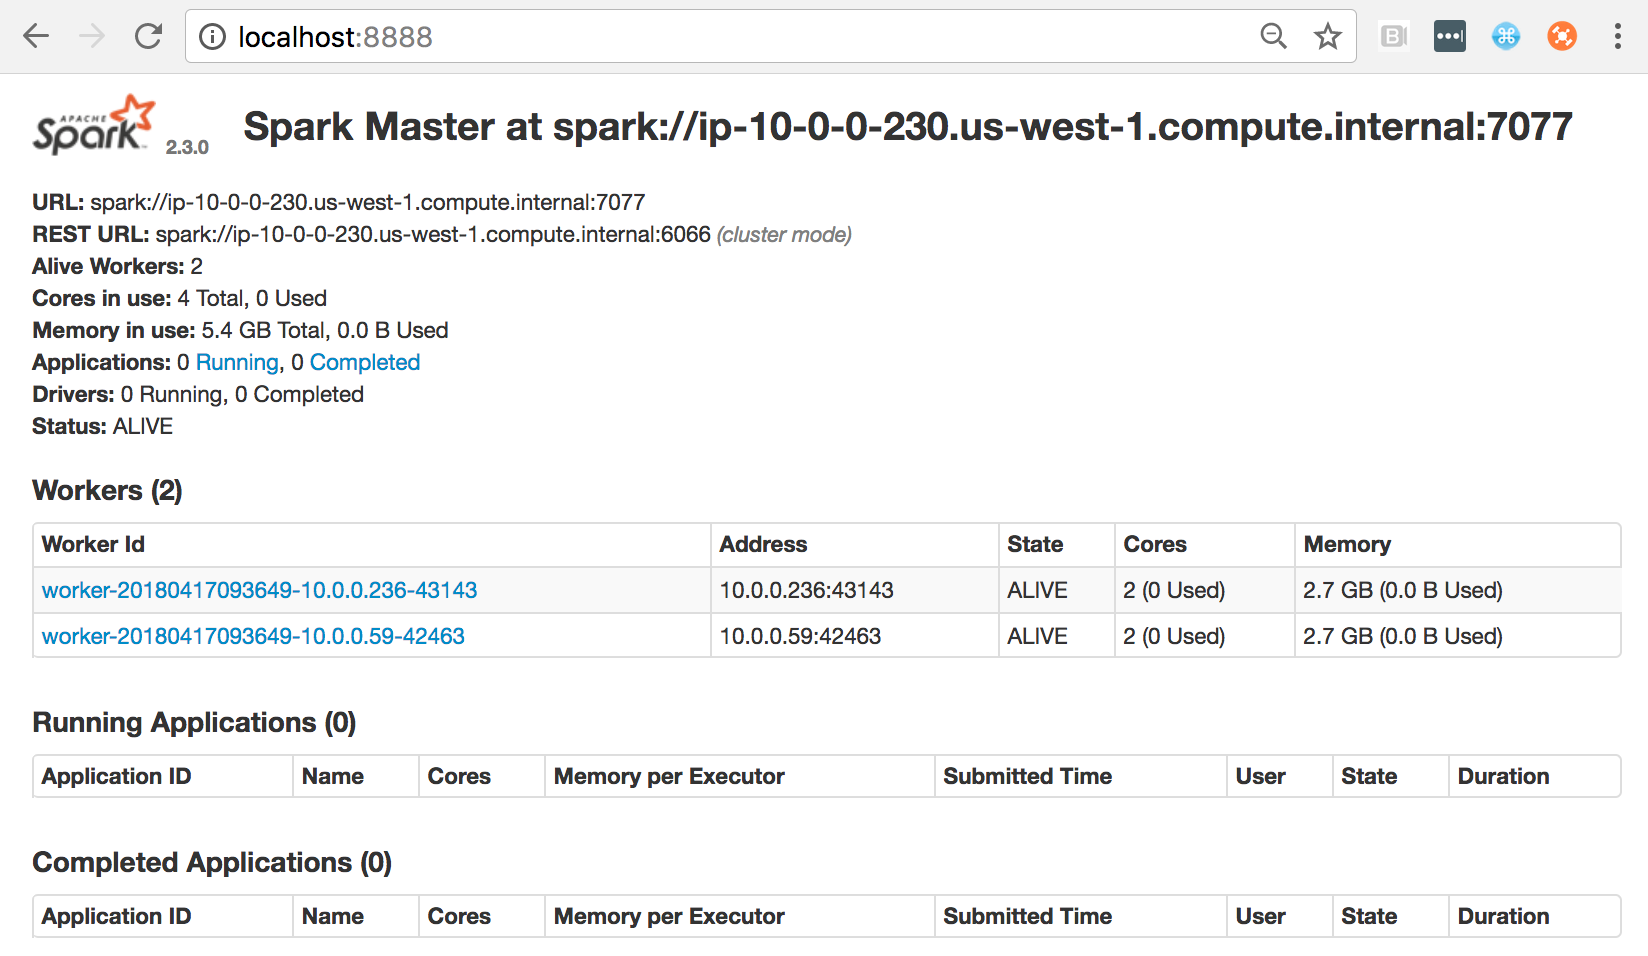 localhost:8888
APACHE
Spark 2.3.0
Spark Master at spark://ip-10-0-0-230.us-west-1.compute.internal:7077
URL: spark://ip-10-0-0-230.us-west-1.compute.internal:7077
REST URL: spark://ip-10-0-0-230.us-west-1.compute.internal:6066 (cluster mode)
Alive Workers: 2
Cores in use: 4 Total, 0 Used
Memory in use: 5.4 GB Total, 0.0 B Used
Applications: 0 Running, 0 Completed
Drivers: 0 Running, 0 Completed
Status: ALIVE
Workers (2)
Worker Id Address State Cores Memory
worker-20180417093649-10.0.0.236-43143 10.0.0.236:43143 ALIVE 2 (0 Used) 2.7 GB (0.0 B Used)
worker-20180417093649-10.0.0.59-42463 10.0.0.59:42463 ALIVE 2 (0 Used) 2.7 GB (0.0 B Used)
Running Applications (0)
Application ID Name Cores Memory per Executor Submitted Time User State Duration
Completed Applications (0)
Application ID Name Cores Memory per Executor Submitted Time User State Duration